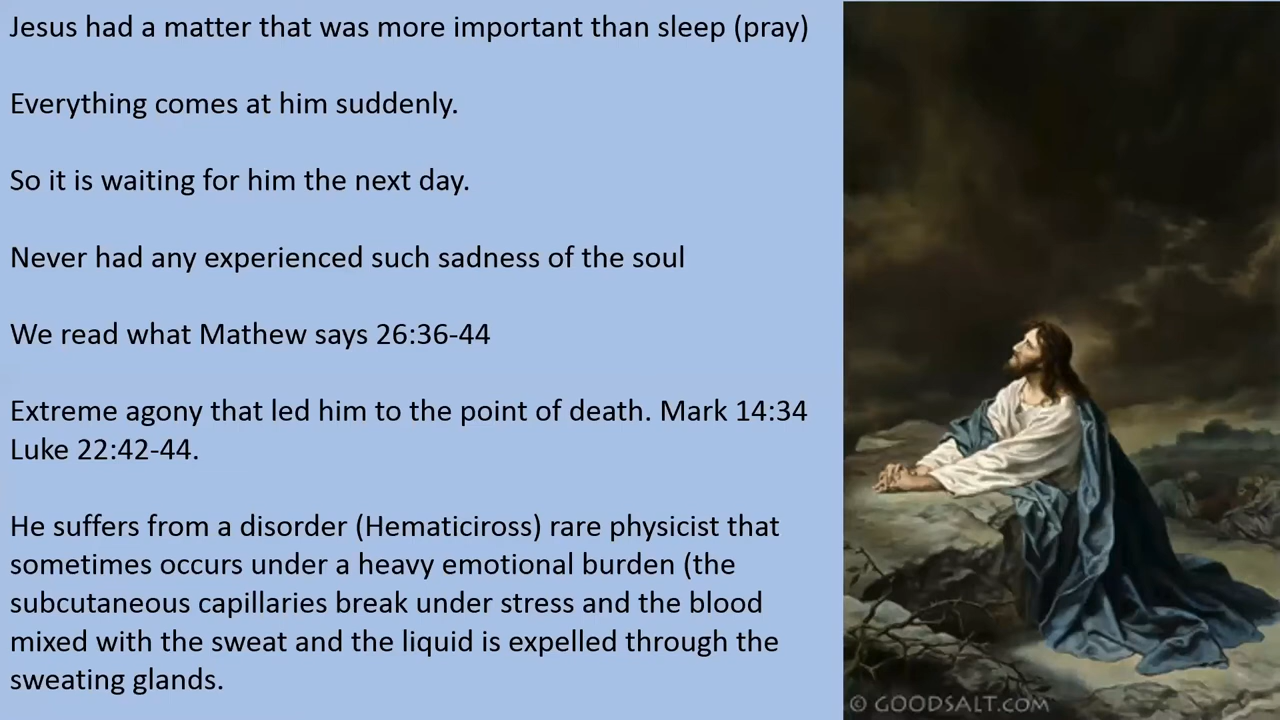 Jesus had a matter that was more important than sleep (pray)
Everything comes at him suddenly.
So it is waiting for him the next day.
Never had any experienced such sadness of the soul
We read what Mathew says 26:36-44
Extreme agony that led him to the point of death. Mark 14:34
Luke 22:42-44.
He suffers from a disorder (Hematiciross) rare physicist that
sometimes occurs under a heavy emotional burden (the
subcutaneous capillaries break under stress and the blood
mixed with the sweat and the liquid is expelled through the
sweating glands.
© GOODSALT.COM